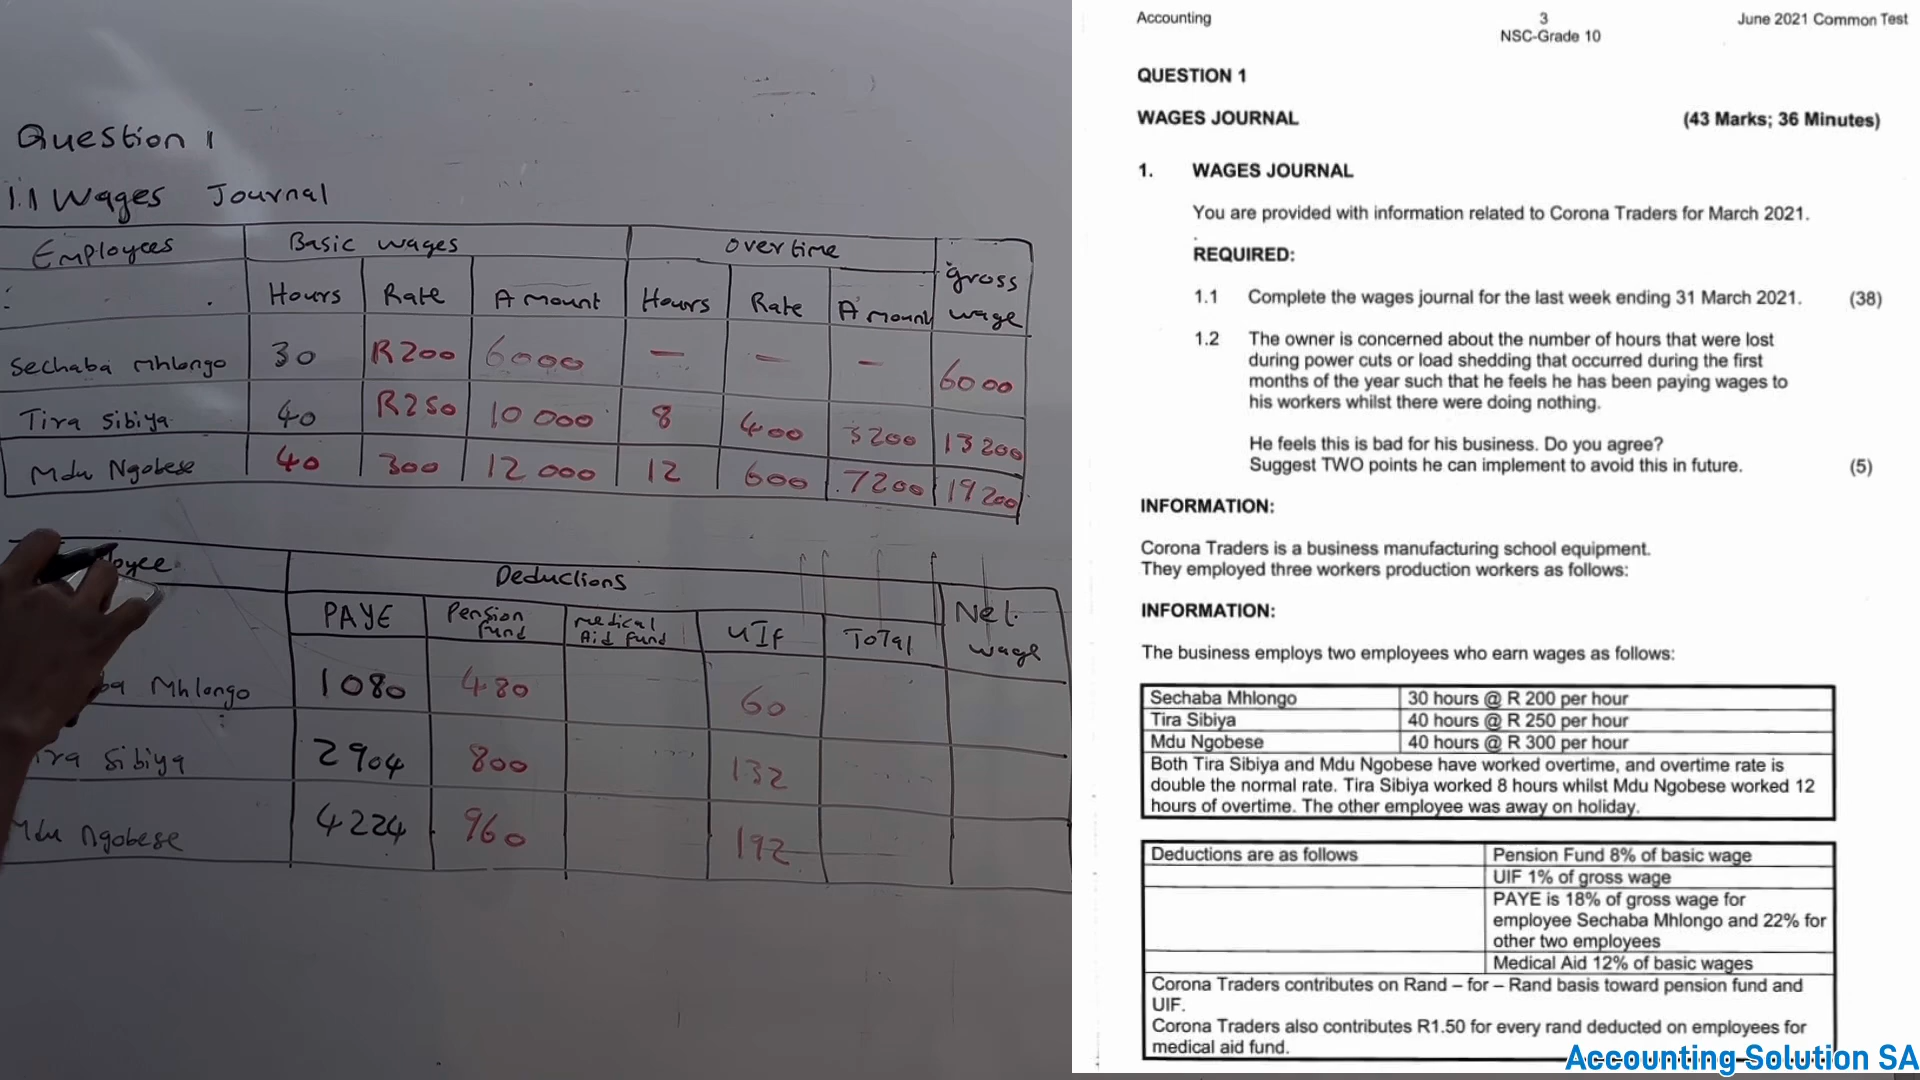 Question 1
1.1 Wages Journal
Employees Basic wages Overtime gross wage
Hours Rate Amount Hours Rate Amount
Sechaba Mhlongo 30 R200 6000 — — — 6000
Tira Sibiya 40 R250 10 000 8 400 3200 13 200
Mdu Ngobese 40 300 12 000 12 600 7200 19 200
oyee Deductions Net wage
PAYE Pension fund medical Aid fund UIF Total
ba Mhlongo 1080 480 60
ra Sibiya 2904 800 132
Mdu Ngobese 4224 960 192
Accounting 3 June 2021 Common Test
NSC-Grade 10
QUESTION 1
WAGES JOURNAL (43 Marks; 36 Minutes)
1. WAGES JOURNAL
You are provided with information related to Corona Traders for March 2021.
REQUIRED:
1.1 Complete the wages journal for the last week ending 31 March 2021. (38)
1.2 The owner is concerned about the number of hours that were lost
during power cuts or load shedding that occurred during the first
months of the year such that he feels he has been paying wages to
his workers whilst there were doing nothing.
He feels this is bad for his business. Do you agree?
Suggest TWO points he can implement to avoid this in future. (5)
INFORMATION:
Corona Traders is a business manufacturing school equipment.
They employed three workers production workers as follows:
INFORMATION:
The business employs two employees who earn wages as follows:
Sechaba Mhlongo 30 hours @ R 200 per hour
Tira Sibiya 40 hours @ R 250 per hour
Mdu Ngobese 40 hours @ R 300 per hour
Both Tira Sibiya and Mdu Ngobese have worked overtime, and overtime rate is
double the normal rate. Tira Sibiya worked 8 hours whilst Mdu Ngobese worked 12
hours of overtime. The other employee was away on holiday.
Deductions are as follows Pension Fund 8% of basic wage
UIF 1% of gross wage
PAYE is 18% of gross wage for
employee Sechaba Mhlongo and 22% for
other two employees
Medical Aid 12% of basic wages
Corona Traders contributes on Rand – for – Rand basis toward pension fund and
UIF.
Corona Traders also contributes R1.50 for every rand deducted on employees for
medical aid fund.
Accounting Solution SA